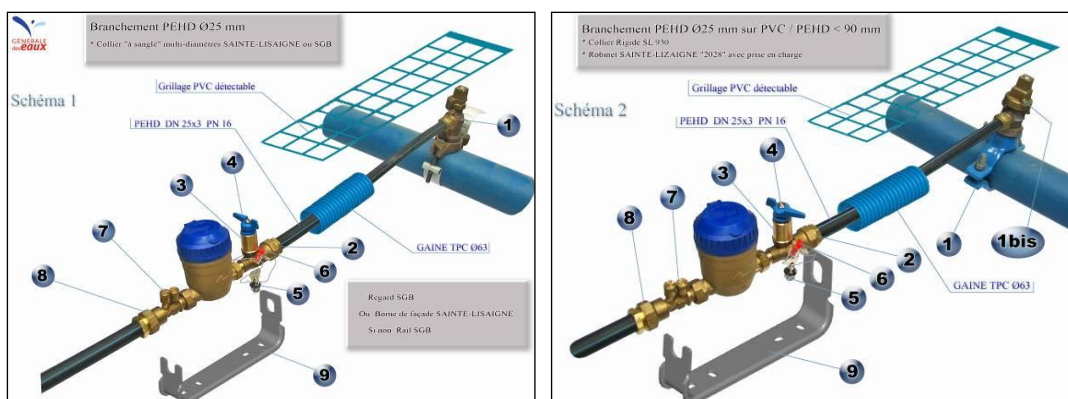 GENERALE
des eaux
Branchement PEHD Ø25 mm
* Collier "à sangle" multi-diamètres SAINTE-LISAIGNE ou SGB
Schéma 1
Grillage PVC détectable
PEHD DN 25x3 PN 16
1
4
3
7
8
2
6
5
GAINE TPC Ø63
Regard SGB
Ou Borne de façade SAINTE-LISAIGNE
Si non Rail SGB
9
Branchement PEHD Ø25 mm sur PVC / PEHD < 90 mm
* Collier Rigide SL 930
* Robinet SAINTE-LIZAIGNE "2028" avec prise en charge
Schéma 2
Grillage PVC détectable
PEHD DN 25x3 PN 16
4
3
7
8
1
1bis
2
6
5
GAINE TPC Ø63
9